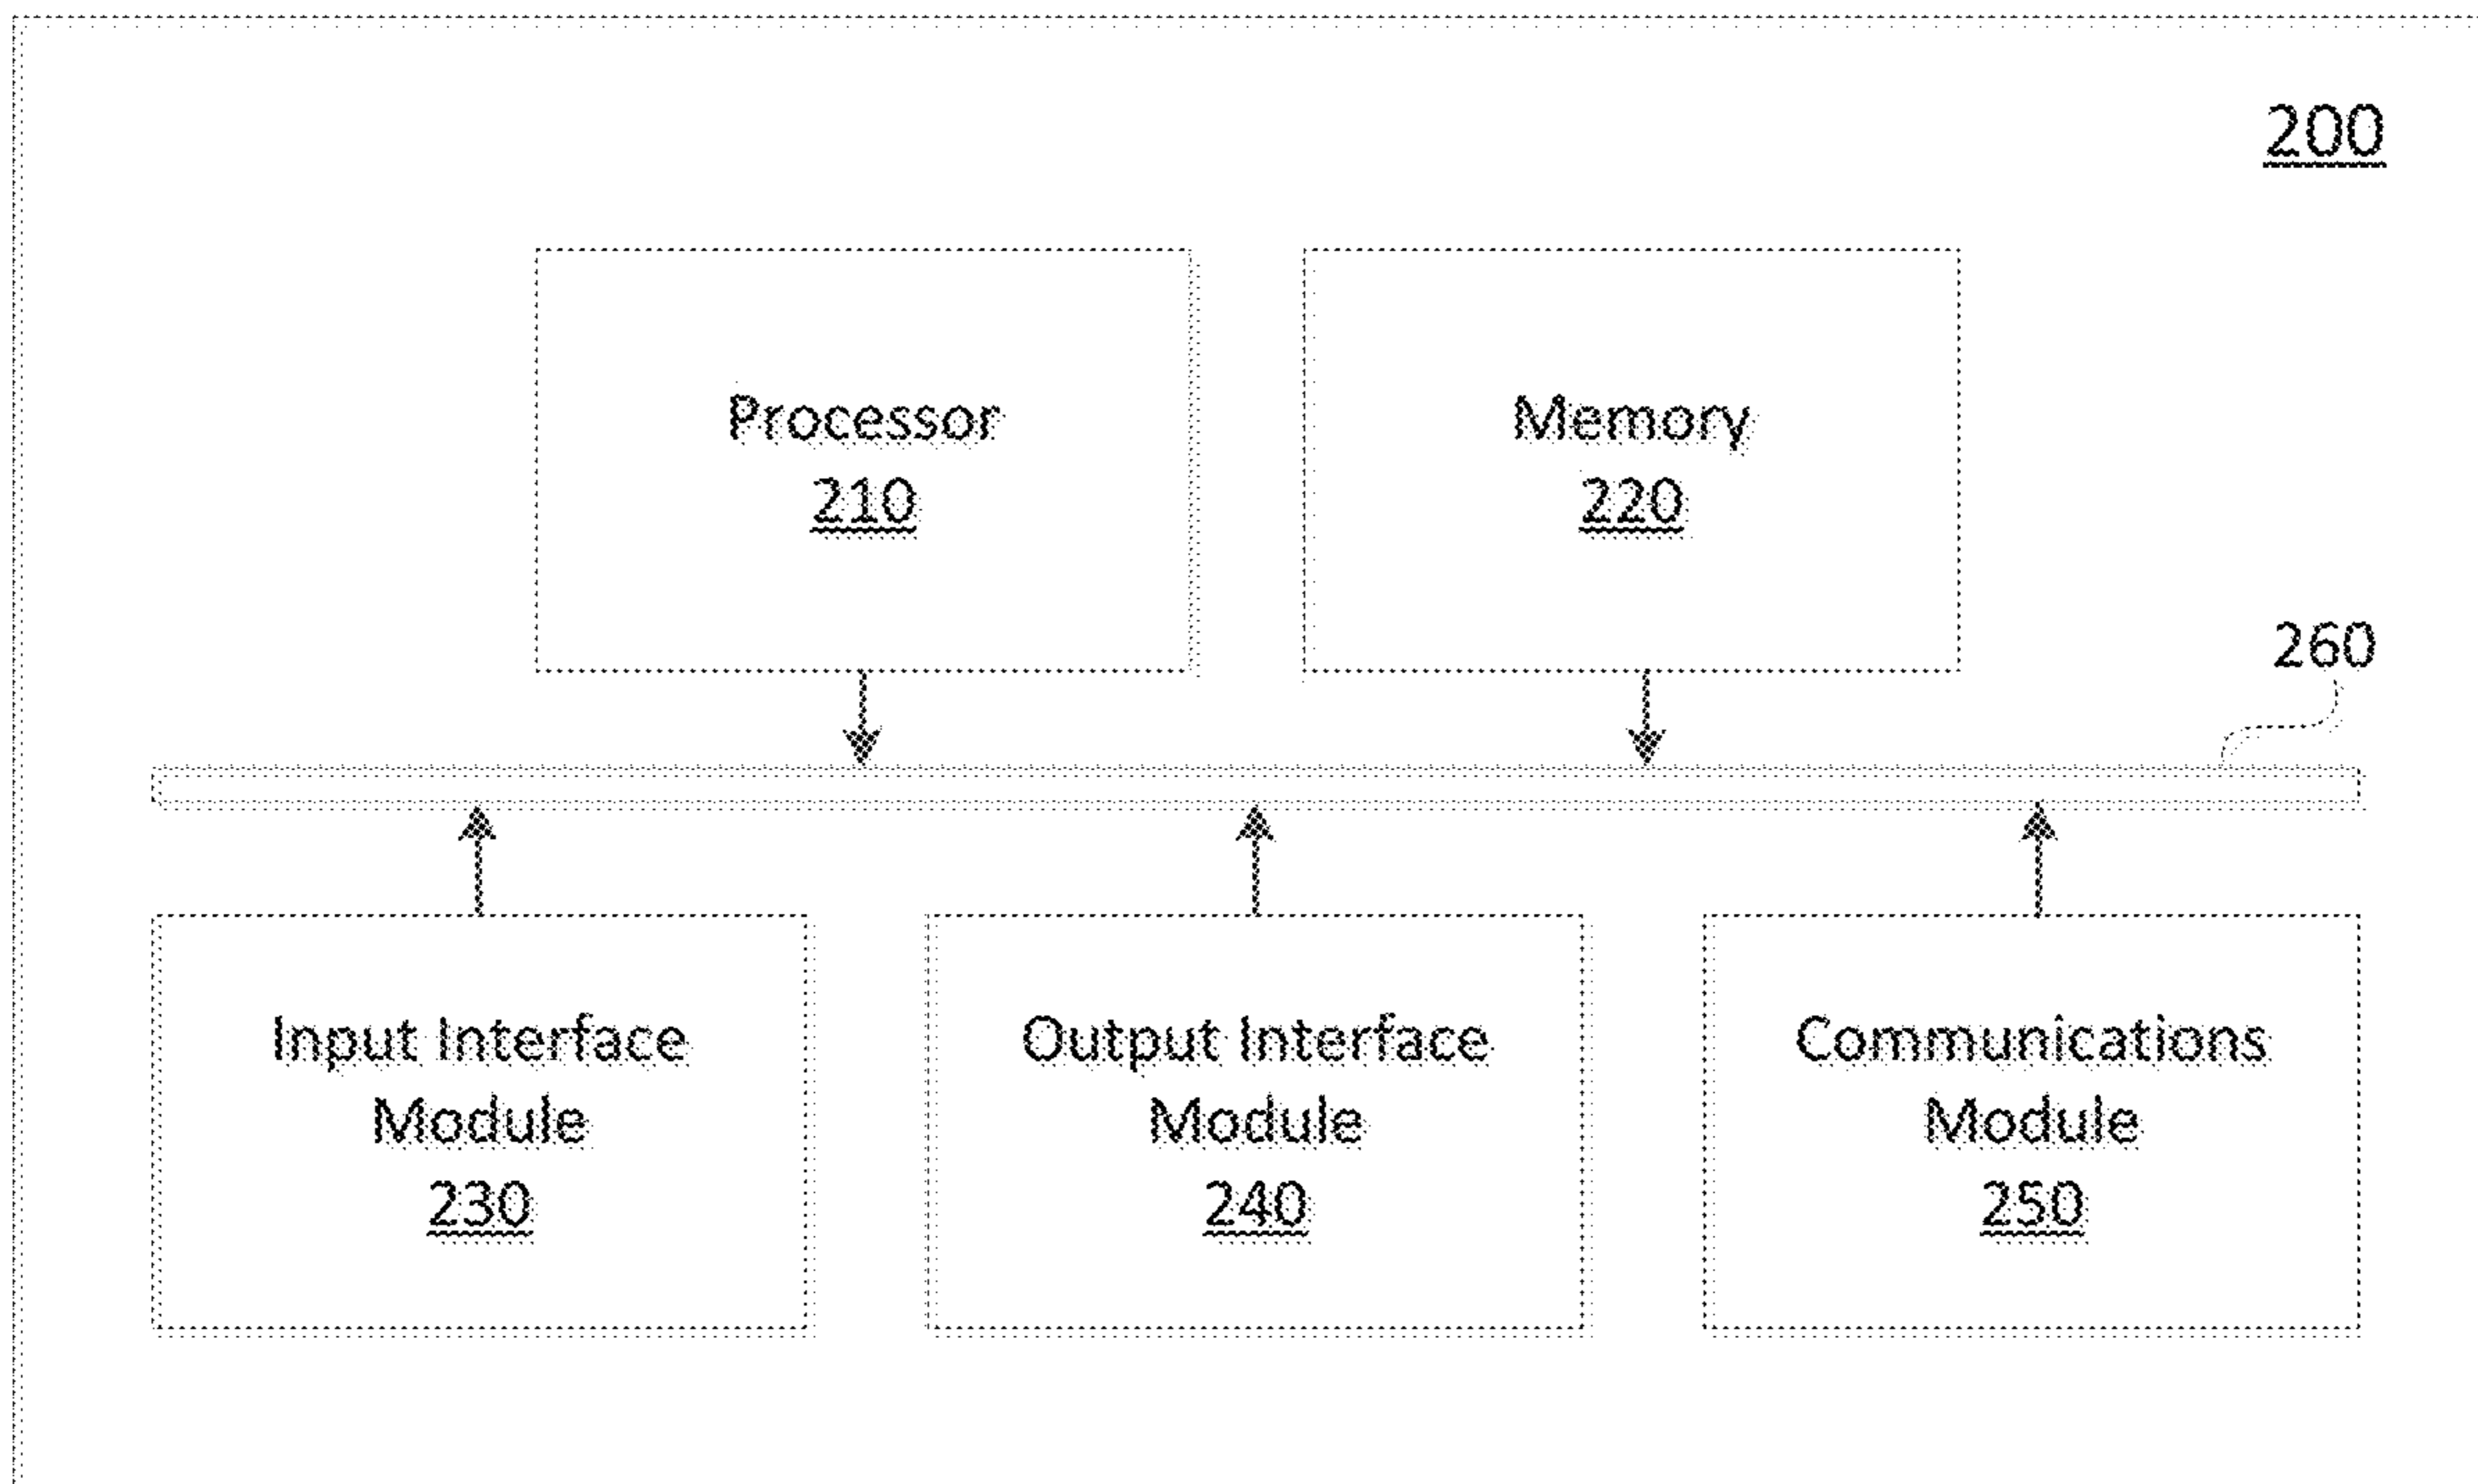 200
Processor
210
Memory
220
260
Input Interface
Module
230
Output Interface
Module
240
Communications
Module
250